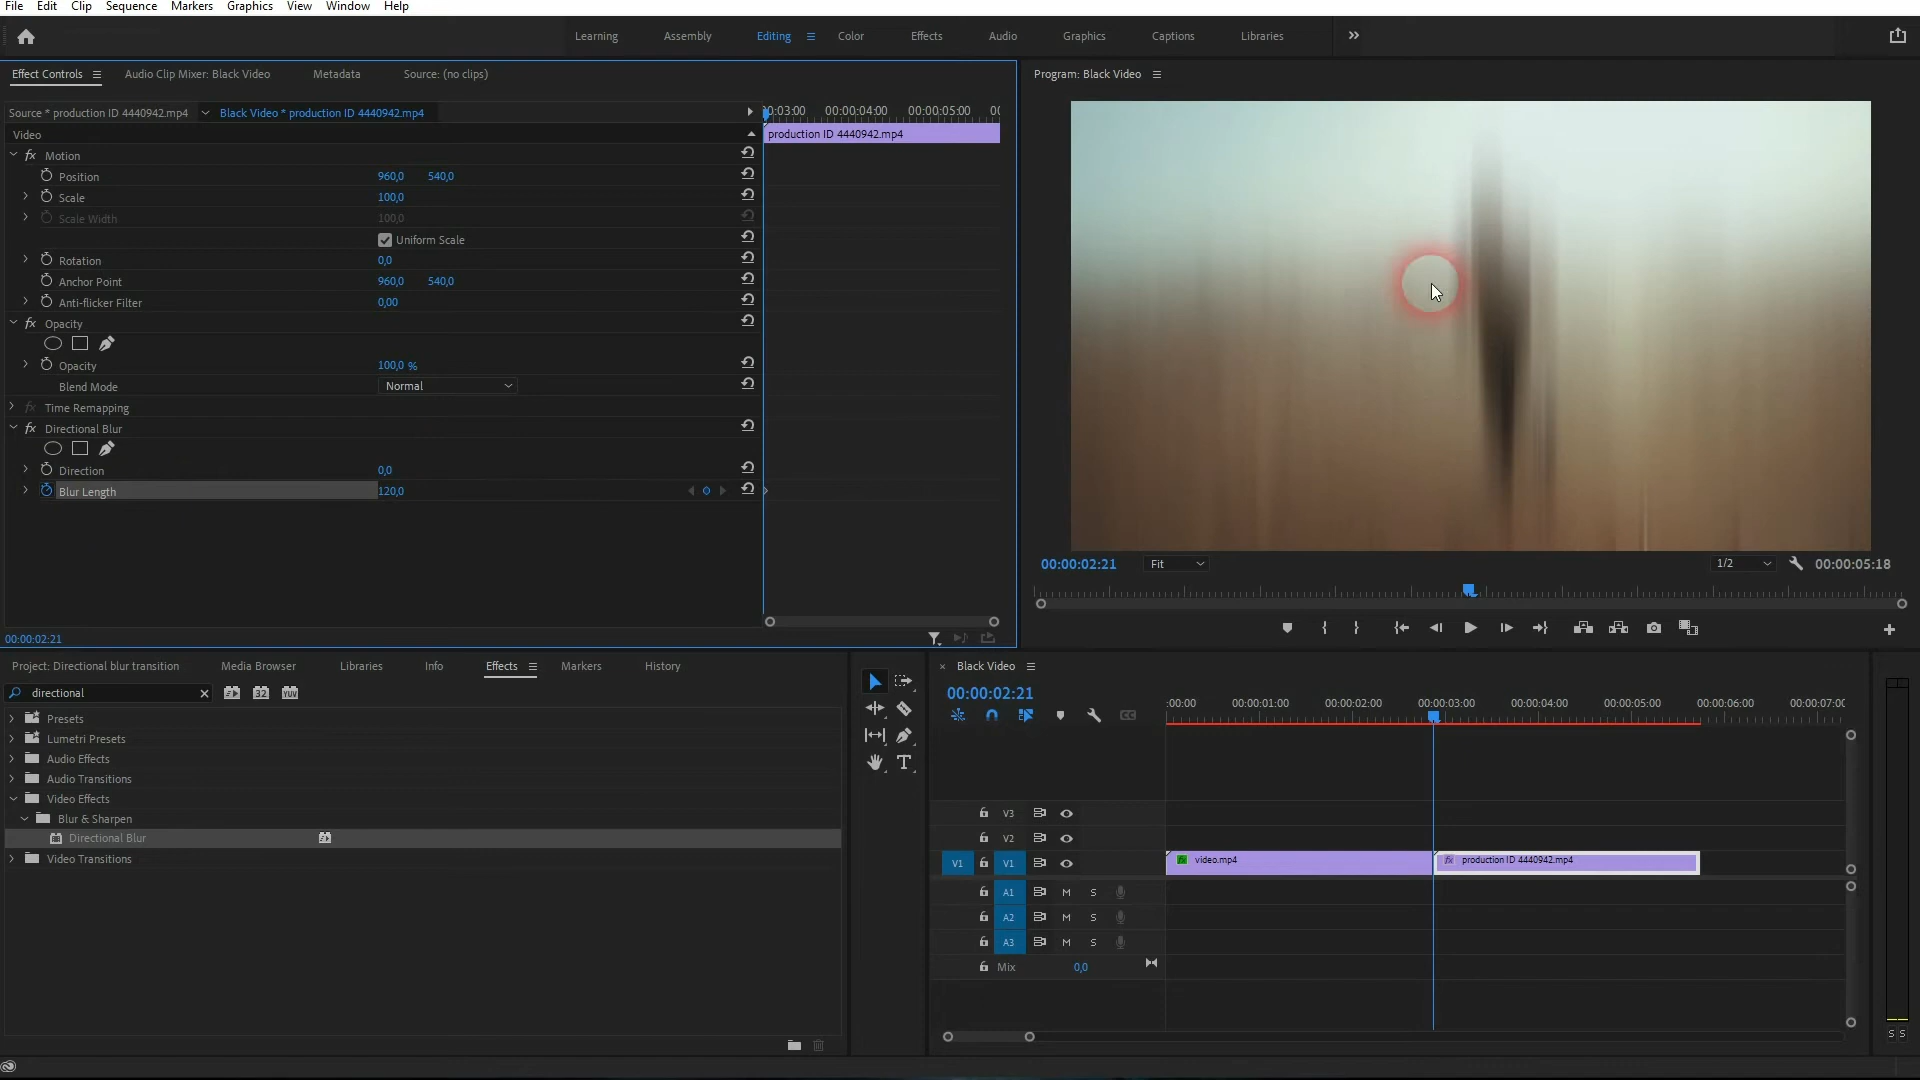 File Edit Clip Sequence Markers Graphics View Window Help
Learning Assembly Editing Color Effects Audio Graphics Captions Libraries
Effect Controls Audio Clip Mixer: Black Video Metadata Source: (no clips)
Program: Black Video
Source * production ID 4440942.mp4 Black Video * production ID 4440942.mp4
:03:00 00:00:04:00 00:00:05:00 00
Video
production ID 4440942.mp4
fx Motion
Position 960,0 540,0
Scale 100,0
Scale Width 100,0
Uniform Scale
Rotation 0,0
Anchor Point 960,0 540,0
Anti-flicker Filter 0,00
fx Opacity
Opacity 100,0 %
Blend Mode Normal
fx Time Remapping
fx Directional Blur
Direction 0,0
Blur Length 120,0
00:00:02:21
00:00:02:21 Fit 1/2 00:00:05:18
Project: Directional blur transition Media Browser Libraries Info Effects Markers History
directional 32 YUV
Presets
Lumetri Presets
Audio Effects
Audio Transitions
Video Effects
Blur & Sharpen
Directional Blur
Video Transitions
T
× Black Video
00:00:02:21
CC
:00:00 00:00:01:00 00:00:02:00 00:00:03:00 00:00:04:00 00:00:05:00 00:00:06:00 00:00:07:00
V3
V2
V1 V1 fx video.mp4 fx production ID 4440942.mp4
A1 M S
A2 M S
A3 M S
Mix 0,0
S S